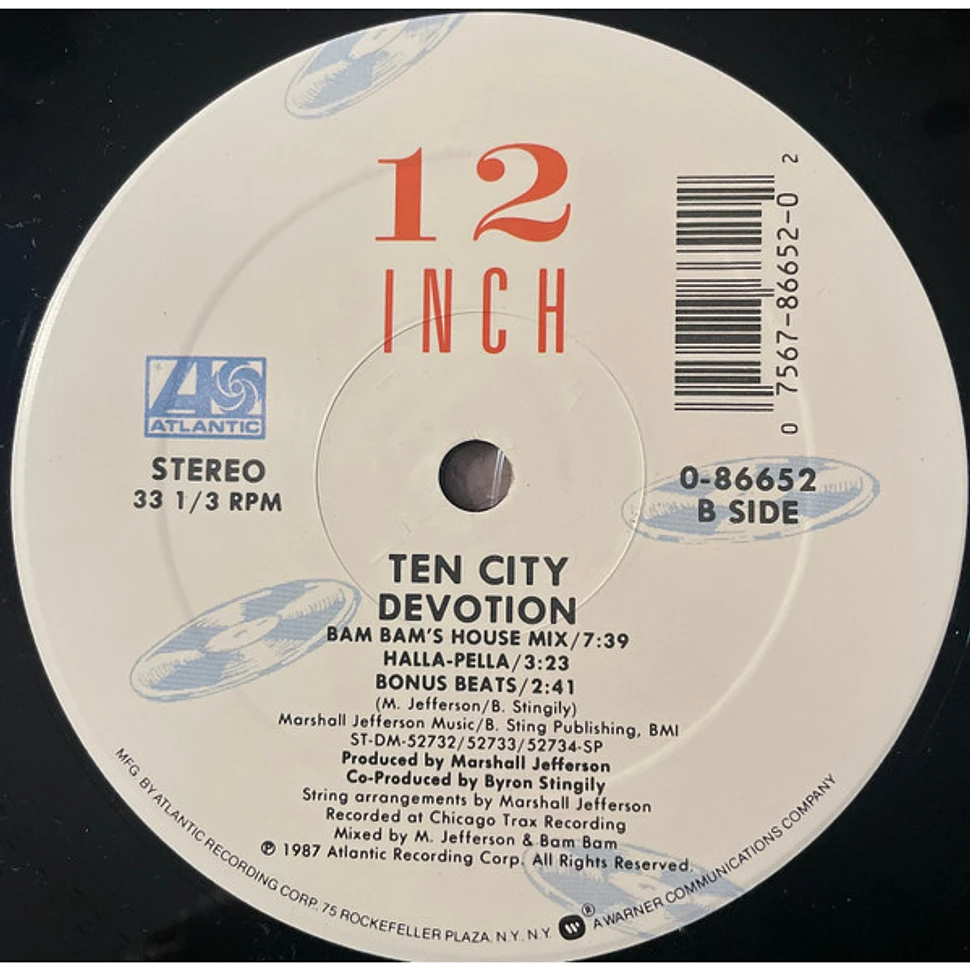 12
INCH
0 7567-86652-0 2
ATLANTIC
STEREO
33 1/3 RPM
0-86652
B SIDE
TEN CITY
DEVOTION
BAM BAM'S HOUSE MIX/7:39
HALLA-PELLA/3:23
BONUS BEATS/2:41
(M. Jefferson/B. Stingily)
Marshall Jefferson Music/B. Sting Publishing, BMI
ST-DM-52732/52733/52734-SP
Produced by Marshall Jefferson
Co-Produced by Byron Stingily
String arrangements by Marshall Jefferson
Recorded at Chicago Trax Recording
Mixed by M. Jefferson & Bam Bam
℗ 1987 Atlantic Recording Corp. All Rights Reserved.
MFG. BY ATLANTIC RECORDING CORP. 75 ROCKEFELLER PLAZA, N.Y. N.Y. ® A WARNER COMMUNICATIONS COMPANY